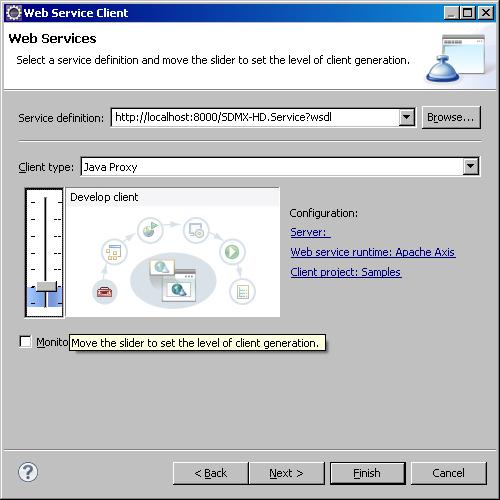 Web Service Client
Web Services
Select a service definition and move the slider to set the level of client generation.
Service definition: http://localhost:8000/SDMX-HD.Service?wsdl Browse...
Client type: Java Proxy
Develop client
Configuration:
Server:
Web service runtime: Apache Axis
Client project: Samples
Monito
Move the slider to set the level of client generation.
< Back Next > Finish Cancel